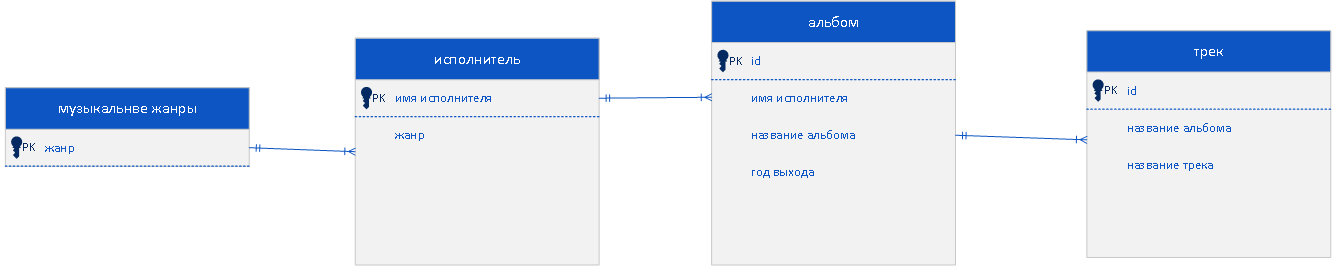 музыкальнве жанры
PK жанр
исполнитель
PK имя исполнителя
жанр
альбом
PK id
имя исполнителя
название альбома
год выхода
трек
PK id
название альбома
название трека